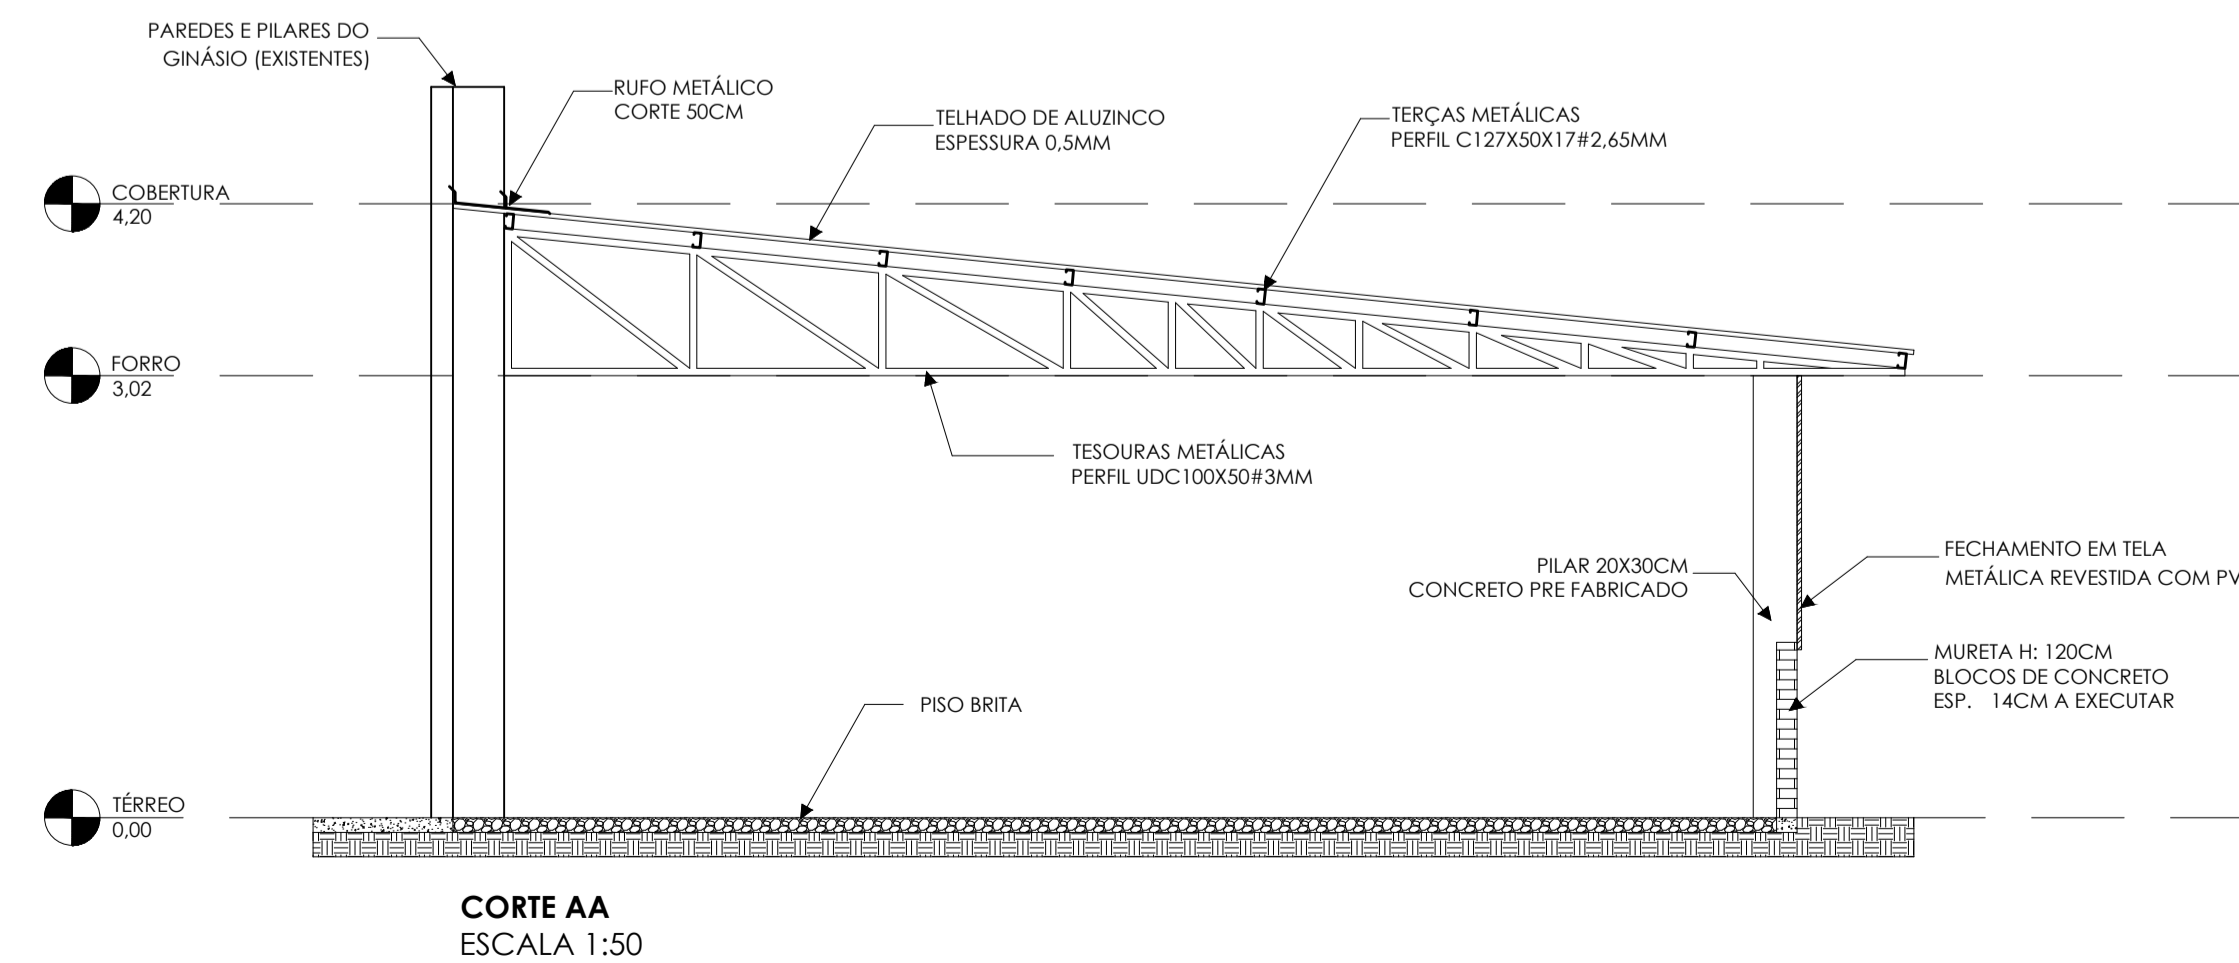 PAREDES E PILARES DO
GINÁSIO (EXISTENTES)
RUFO METÁLICO
CORTE 50CM
TELHADO DE ALUZINCO
ESPESSURA 0,5MM
TERÇAS METÁLICAS
PERFIL C127X50X17#2,65MM
COBERTURA
4,20
FORRO
3,02
TESOURAS METÁLICAS
PERFIL UDC100X50#3MM
PILAR 20X30CM
CONCRETO PRE FABRICADO
FECHAMENTO EM TELA
METÁLICA REVESTIDA COM PV
MURETA H: 120CM
BLOCOS DE CONCRETO
ESP. 14CM A EXECUTAR
PISO BRITA
TÉRREO
0,00
CORTE AA
ESCALA 1:50